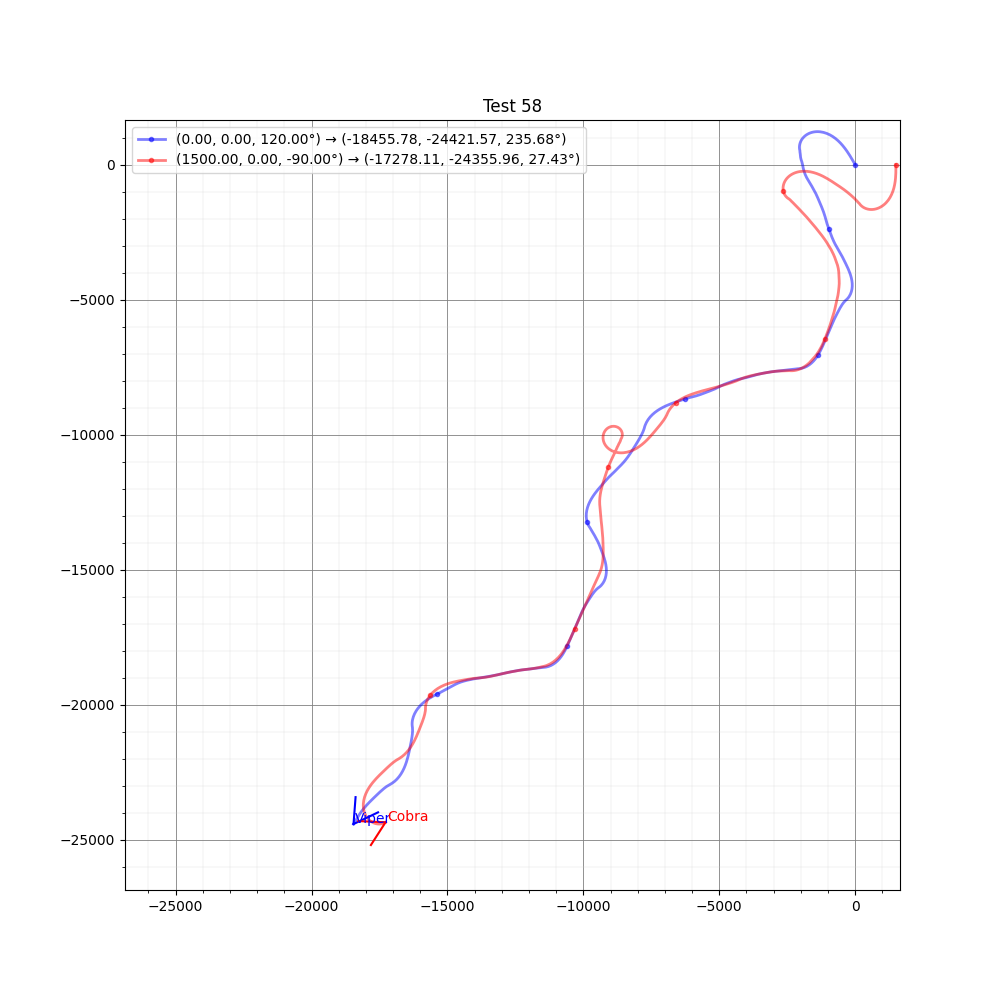 Test 58
(0.00, 0.00, 120.00°) → (-18455.78, -24421.57, 235.68°)
(1500.00, 0.00, -90.00°) → (-17278.11, -24355.96, 27.43°)
0
−5000
−10000
−15000
−20000
−25000
Viper
Cobra
−25000 −20000 −15000 −10000 −5000 0